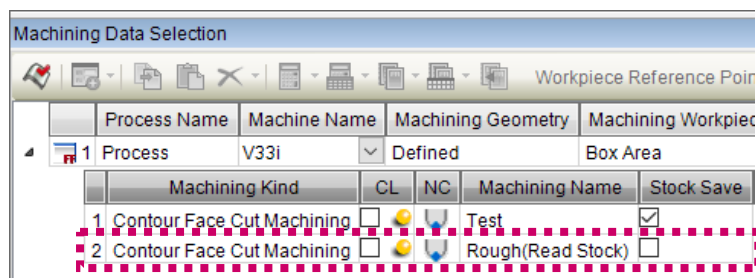 Machining Data Selection
Workpiece Reference Poin
Process Name Machine Name Machining Geometry Machining Workpiec
1 Process V33i Defined Box Area
Machining Kind CL NC Machining Name Stock Save
1 Contour Face Cut Machining Test
2 Contour Face Cut Machining Rough(Read Stock)